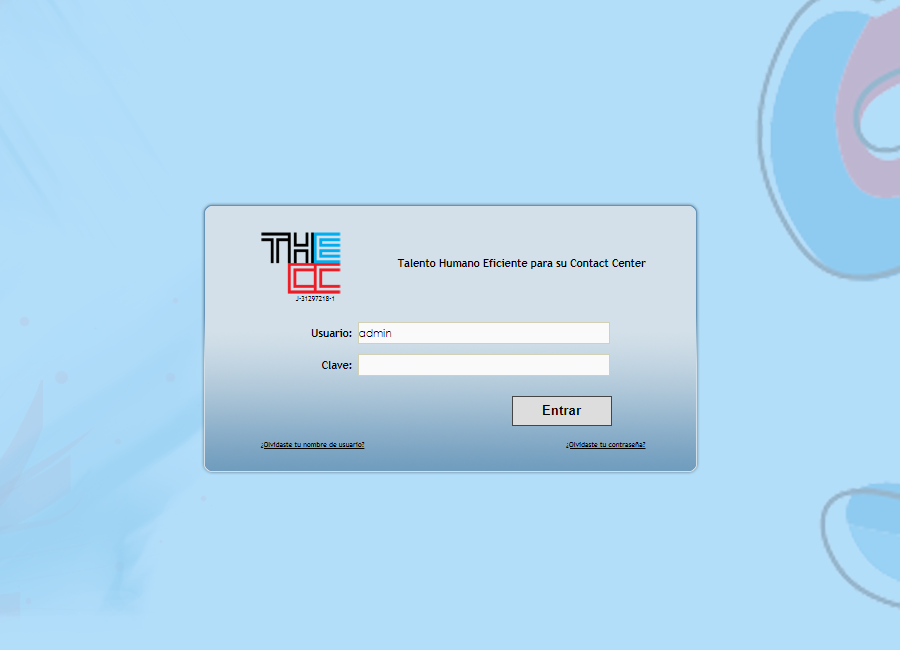 THE
CC
J-31297218-1
Talento Humano Eficiente para su Contact Center
Usuario: admin
Clave:
Entrar
¿Olvidaste tu nombre de usuario? ¿Olvidaste tu contraseña?